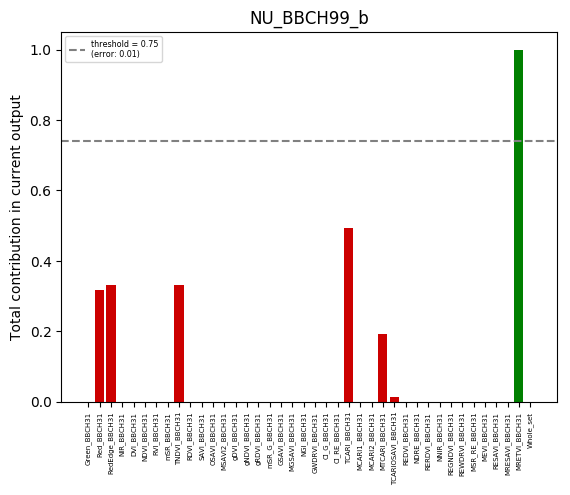 NU_BBCH99_b
threshold = 0.75
(error: 0.01)
Total contribution in current output
1.0
0.8
0.6
0.4
0.2
0.0
Green_BBCH31
Red_BBCH31
RedEdge_BBCH31
NIR_BBCH31
DVI_BBCH31
NDVI_BBCH31
RVI_BBCH31
mSR_BBCH31
TNDVI_BBCH31
RDVI_BBCH31
SAVI_BBCH31
OSAVI_BBCH31
MSAVI2_BBCH31
gDVI_BBCH31
gNDVI_BBCH31
gRDVI_BBCH31
mSR_G_BBCH31
GSAVI_BBCH31
MGSAVI_BBCH31
NGI_BBCH31
GWDRVI_BBCH31
CI_G_BBCH31
CI_RE_BBCH31
TCARI_BBCH31
MCARI1_BBCH31
MCARI2_BBCH31
MTCARI_BBCH31
TCARIOSAVI_BBCH31
REDVI_BBCH31
NDRE_BBCH31
RERDVI_BBCH31
NNIR_BBCH31
REGNDVI_BBCH31
REWDRVI_BBCH31
MSR_RE_BBCH31
MEVI_BBCH31
RESAVI_BBCH31
MRESAVI_BBCH31
MRETVI_BBCH31
Whole_set